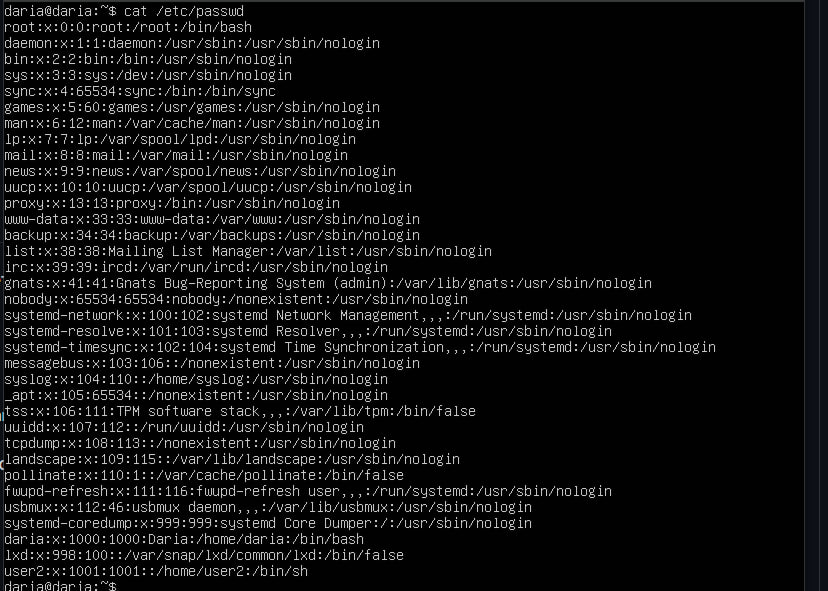 daria@daria:~$ cat /etc/passwd
root:x:0:0:root:/root:/bin/bash
daemon:x:1:1:daemon:/usr/sbin:/usr/sbin/nologin
bin:x:2:2:bin:/bin:/usr/sbin/nologin
sys:x:3:3:sys:/dev:/usr/sbin/nologin
sync:x:4:65534:sync:/bin:/bin/sync
games:x:5:60:games:/usr/games:/usr/sbin/nologin
man:x:6:12:man:/var/cache/man:/usr/sbin/nologin
lp:x:7:7:lp:/var/spool/lpd:/usr/sbin/nologin
mail:x:8:8:mail:/var/mail:/usr/sbin/nologin
news:x:9:9:news:/var/spool/news:/usr/sbin/nologin
uucp:x:10:10:uucp:/var/spool/uucp:/usr/sbin/nologin
proxy:x:13:13:proxy:/bin:/usr/sbin/nologin
www-data:x:33:33:www-data:/var/www:/usr/sbin/nologin
backup:x:34:34:backup:/var/backups:/usr/sbin/nologin
list:x:38:38:Mailing List Manager:/var/list:/usr/sbin/nologin
irc:x:39:39:ircd:/var/run/ircd:/usr/sbin/nologin
gnats:x:41:41:Gnats Bug-Reporting System (admin):/var/lib/gnats:/usr/sbin/nologin
nobody:x:65534:65534:nobody:/nonexistent:/usr/sbin/nologin
systemd-network:x:100:102:systemd Network Management,,,:/run/systemd:/usr/sbin/nologin
systemd-resolve:x:101:103:systemd Resolver,,,:/run/systemd:/usr/sbin/nologin
systemd-timesync:x:102:104:systemd Time Synchronization,,,:/run/systemd:/usr/sbin/nologin
messagebus:x:103:106::/nonexistent:/usr/sbin/nologin
syslog:x:104:110::/home/syslog:/usr/sbin/nologin
_apt:x:105:65534::/nonexistent:/usr/sbin/nologin
tss:x:106:111:TPM software stack,,,:/var/lib/tpm:/bin/false
uuidd:x:107:112::/run/uuidd:/usr/sbin/nologin
tcpdump:x:108:113::/nonexistent:/usr/sbin/nologin
landscape:x:109:115::/var/lib/landscape:/usr/sbin/nologin
pollinate:x:110:1::/var/cache/pollinate:/bin/false
fwupd-refresh:x:111:116:fwupd-refresh user,,,:/run/systemd:/usr/sbin/nologin
usbmux:x:112:46:usbmux daemon,,,:/var/lib/usbmux:/usr/sbin/nologin
systemd-coredump:x:999:999:systemd Core Dumper:/:/usr/sbin/nologin
daria:x:1000:1000:Daria:/home/daria:/bin/bash
lxd:x:998:100::/var/snap/lxd/common/lxd:/bin/false
user2:x:1001:1001::/home/user2:/bin/sh
daria@daria:~$